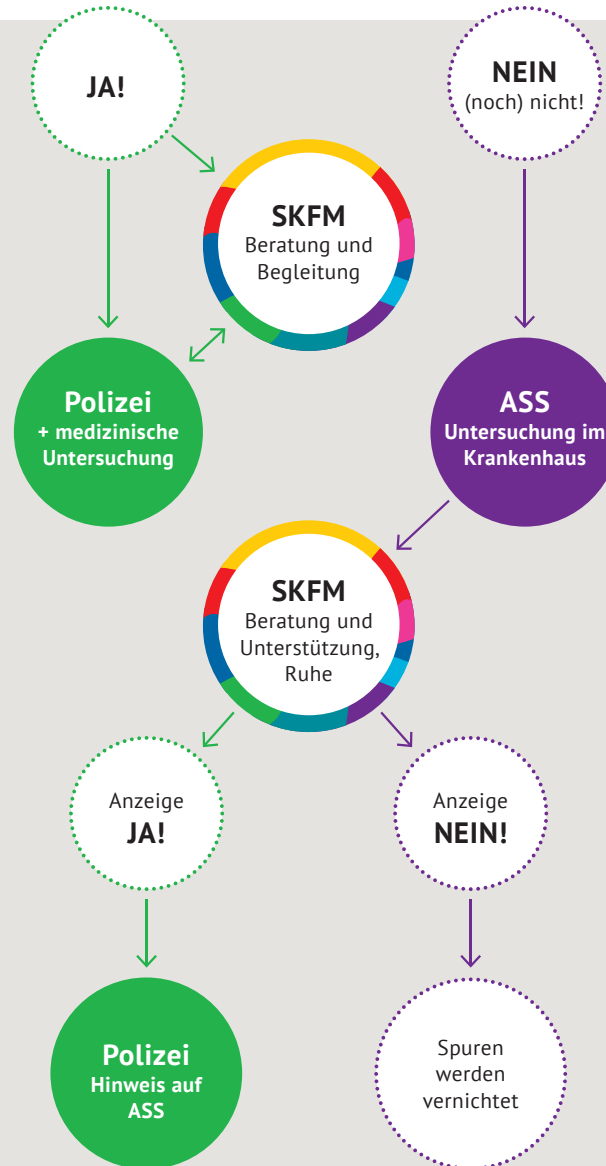 JA!
NEIN
(noch) nicht!
SKFM
Beratung und
Begleitung
Polizei
+ medizinische
Untersuchung
ASS
Untersuchung im
Krankenhaus
SKFM
Beratung und
Unterstützung,
Ruhe
Anzeige
JA!
Anzeige
NEIN!
Polizei
Hinweis auf
ASS
Spuren
werden
vernichtet